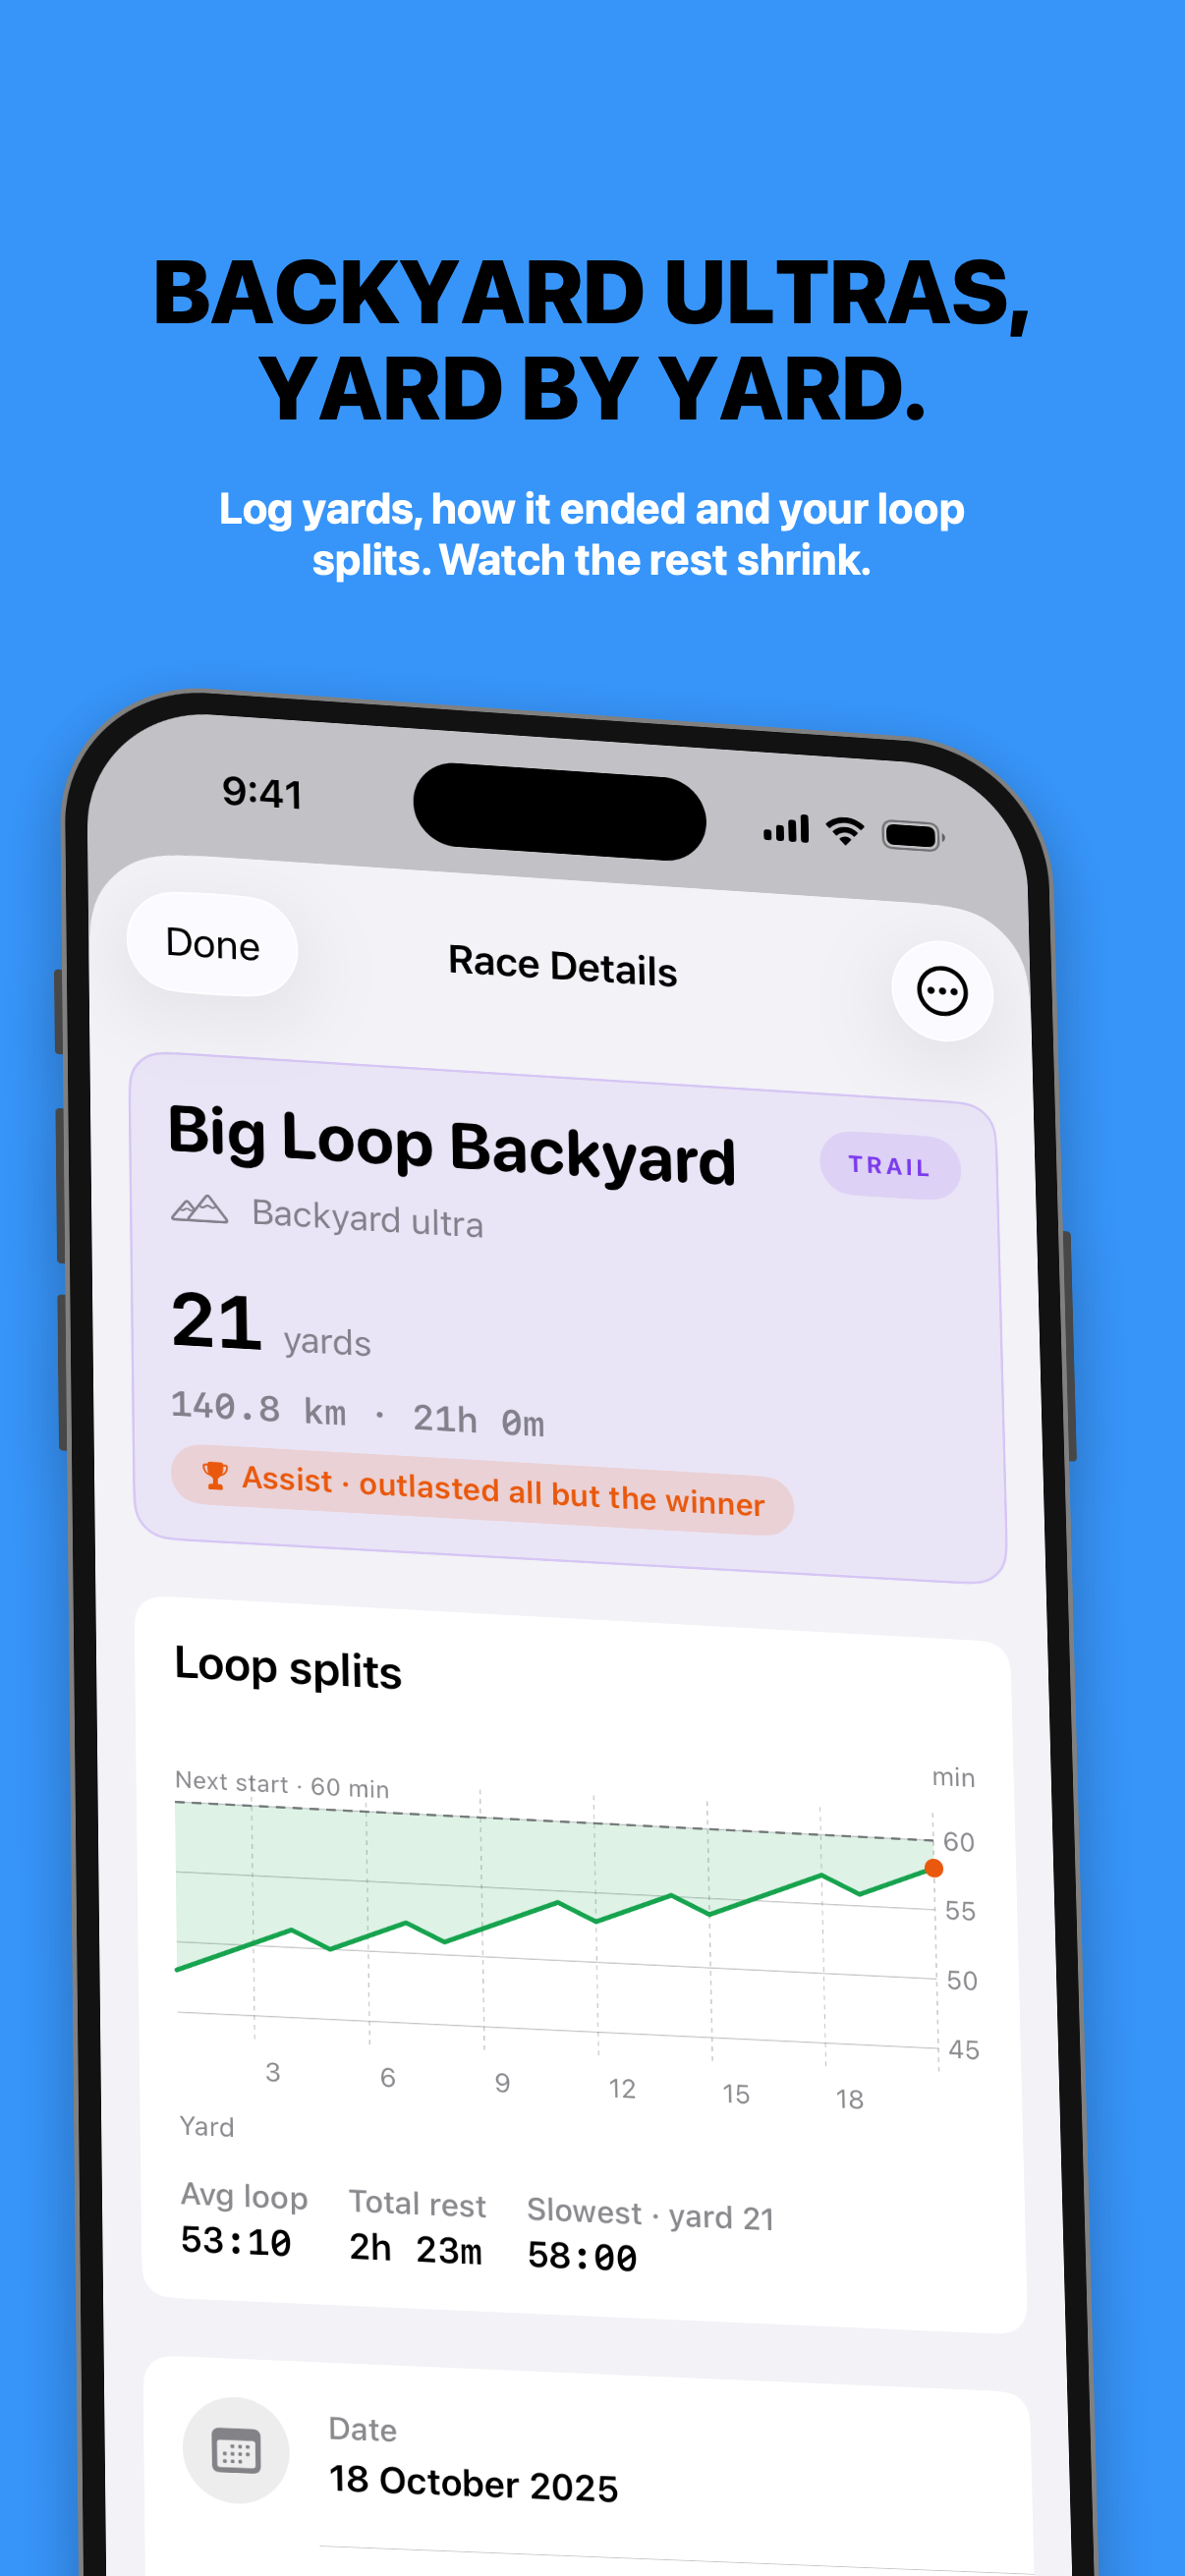 BACKYARD ULTRAS,
YARD BY YARD.
Log yards, how it ended and your loop
splits. Watch the rest shrink.
9:41
Done
Race Details
Big Loop Backyard
TRAIL
Backyard ultra
21 yards
140.8 km · 21h 0m
Assist · outlasted all but the winner
Loop splits
Next start · 60 min
min
60
55
50
45
3 6 9 12 15 18
Yard
Avg loop Total rest Slowest · yard 21
53:10 2h 23m 58:00
Date
18 October 2025